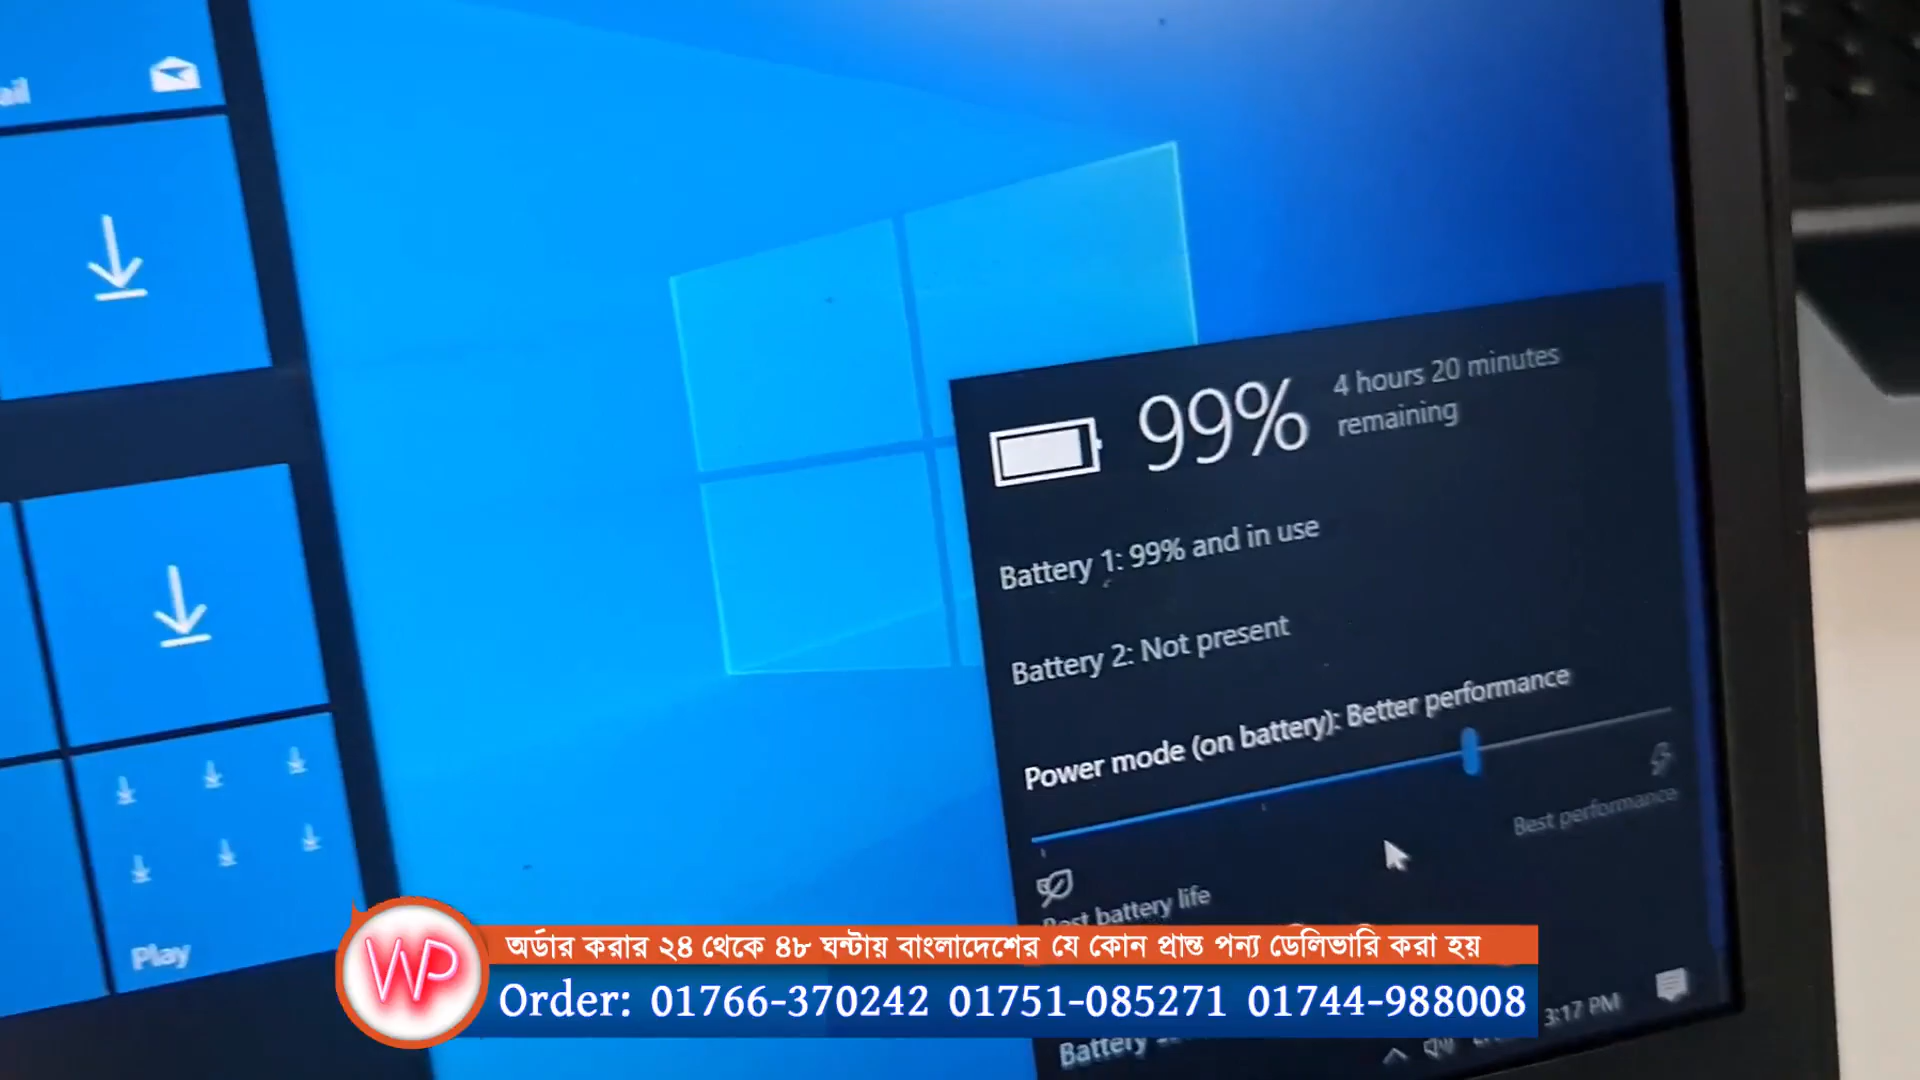 ail
99%
4 hours 20 minutes
remaining
Battery 1: 99% and in use
Battery 2: Not present
Power mode (on battery): Better performance
Best performance
Best battery life
Play
WP
অর্ডার করার ২৪ থেকে ৪৮ ঘন্টায় বাংলাদেশের যে কোন প্রান্ত পন্য ডেলিভারি করা হয়
Order: 01766-370242 01751-085271 01744-988008
3:17 PM
Battery